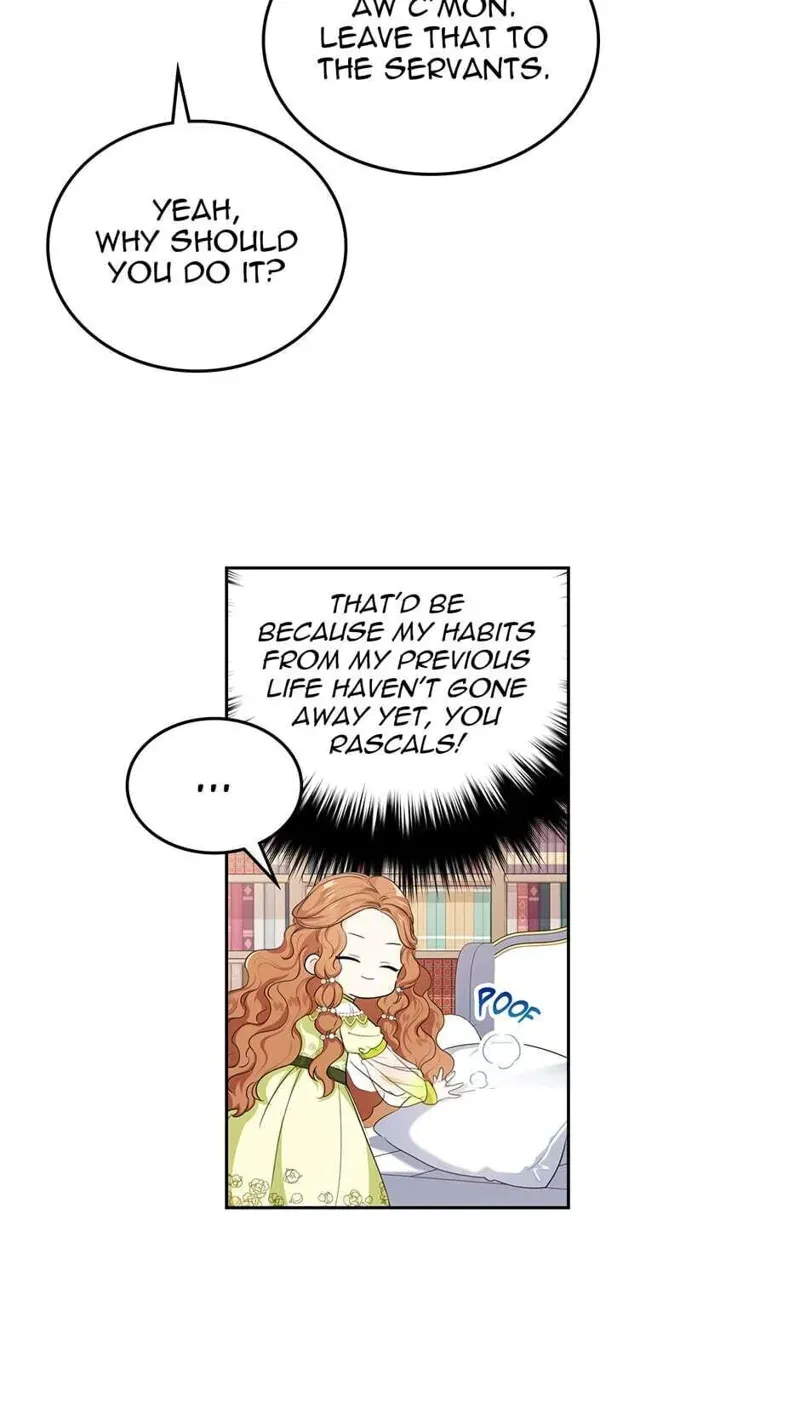 AW C'MON.
LEAVE THAT TO
THE SERVANTS.
YEAH,
WHY SHOULD
YOU DO IT?
THAT'D BE
BECAUSE MY HABITS
FROM MY PREVIOUS
LIFE HAVEN'T GONE
AWAY YET, YOU
RASCALS!
...
POOF